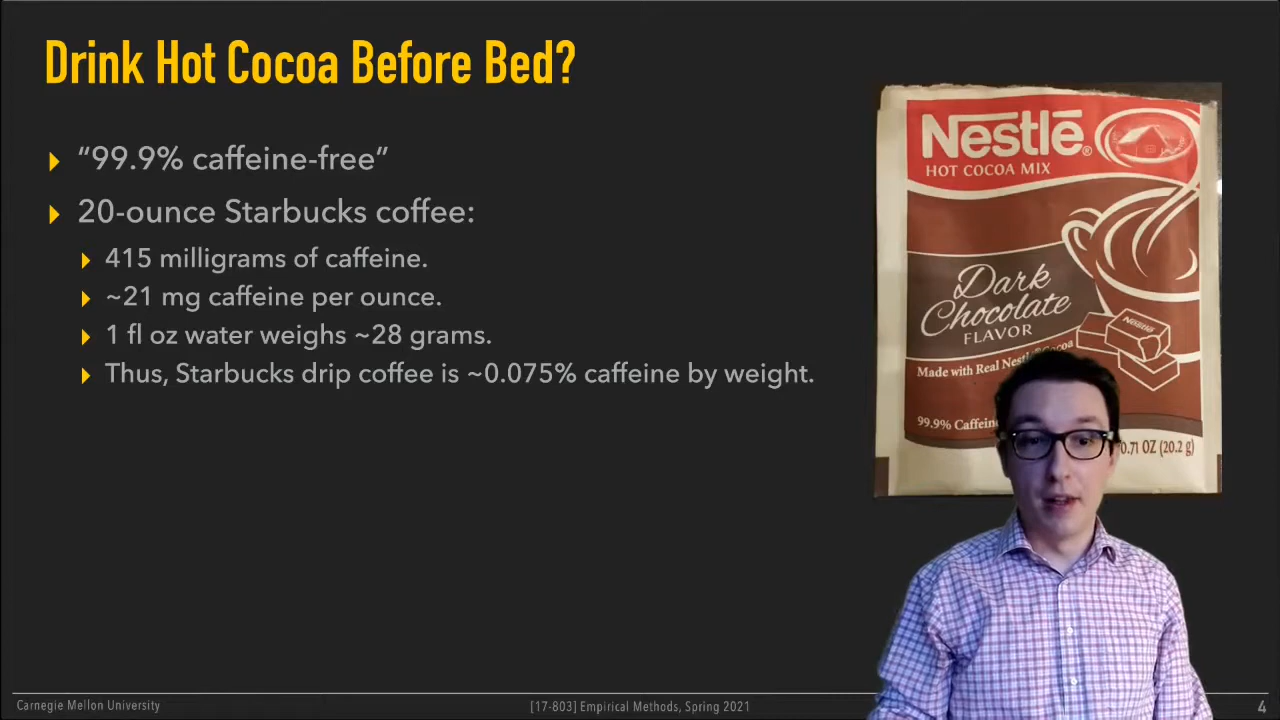 Drink Hot Cocoa Before Bed?
“99.9% caffeine-free”
20-ounce Starbucks coffee:
415 milligrams of caffeine.
~21 mg caffeine per ounce.
1 fl oz water weighs ~28 grams.
Thus, Starbucks drip coffee is ~0.075% caffeine by weight.
Nestlé®
HOT COCOA MIX
Dark
Chocolate
FLAVOR
Nestlé
Made with Real Cocoa
99.9%
0.71 OZ (20.2 g)
Carnegie Mellon University
[17-803] Empirical Methods, Spring 2021
4